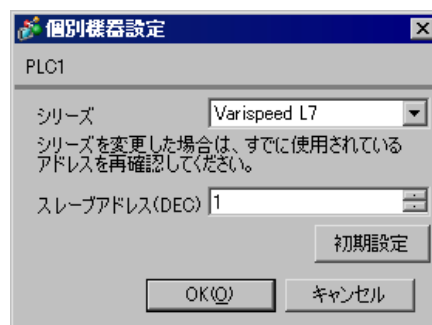 個別機器設定
PLC1
シリーズ
Varispeed L7
シリーズを変更した場合は、すでに使用されている
アドレスを再確認してください。
スレーブアドレス(DEC)
1
初期設定
OK(O)
キャンセル